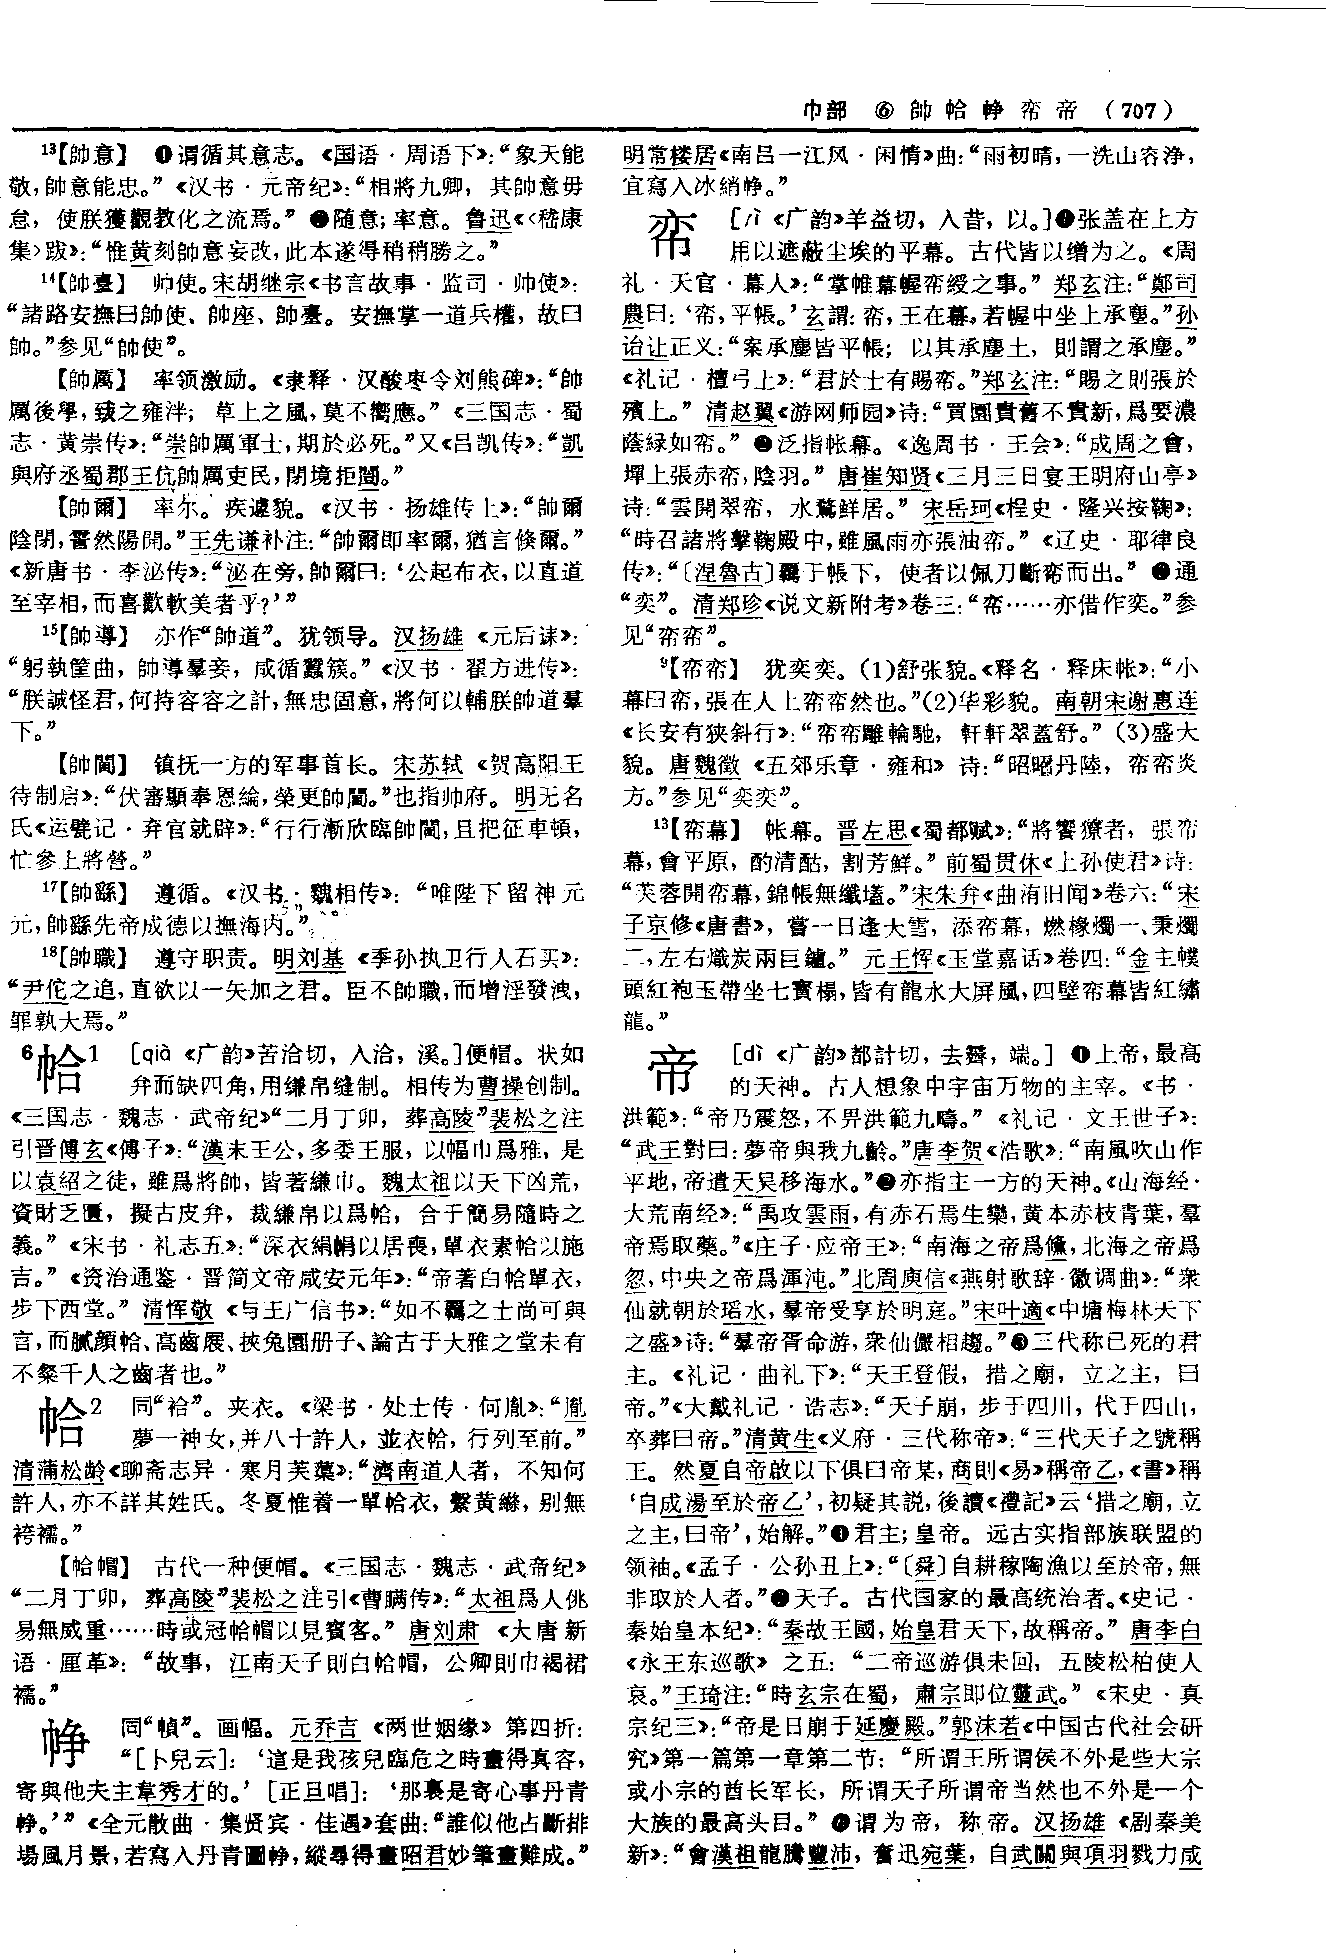 巾部 ⑥ 帥 帢 㡠 帟 帝 (707)
¹³【帥意】 ❶谓循其意志。《国语·周语下》:“象天能
敬,帥意能忠。”《汉书·元帝纪》:“相將九卿, 其帥意毋
怠, 使朕獲觀教化之流焉。” ❷随意;率意。鲁迅《〈嵇康
集〉跋》:“惟黄刻帥意妄改,此本遂得稍稍勝之。”
¹⁴【帥臺】 帅使。宋胡继宗《书言故事·监司·帅使》:
“諸路安撫曰帥使、帥座、帥臺。安撫掌一道兵權,故曰
帥。”参见“帥使”。
【帥厲】 率领激励。《隶释·汉酸枣令刘熊碑》:“帥
厲後學,致之雍泮; 草上之風,莫不嚮應。”《三国志·蜀
志·黄崇传》:“崇帥厲軍士,期於必死。”又《吕凯传》:“凱
與府丞蜀郡王伉帥厲吏民,閉境拒闓。”
【帥爾】 率尔。疾遽貌。《汉书·扬雄传上》:“帥爾
陰閉,霅然陽開。”王先谦补注:“帥爾即率爾,猶言倏爾。”
《新唐书·李泌传》:“泌在旁,帥爾曰:‘公起布衣,以直道
至宰相,而喜歡軟美者乎?’”
¹⁵【帥導】 亦作“帥道”。犹领导。汉扬雄《元后诔》:
“躬執筐曲, 帥導羣妾, 咸循蠶簇。”《汉书·翟方进传》:
“朕誠怪君,何持容容之計,無忠固意,將何以輔朕帥道羣
下。”
【帥閫】 镇抚一方的军事首长。宋苏轼《贺高阳王
待制启》:“伏審顯奉恩綸,榮更帥閫。”也指帅府。明无名
氏《运甓记·弃官就辟》:“行行漸欣臨帥閫,且把征車頓,
忙參上將營。”
¹⁷【帥繇】 遵循。《汉书·魏相传》: “唯陛下留神元
元,帥繇先帝成德以撫海内。”
¹⁸【帥職】 遵守职责。明刘基《季孙执卫行人石买》:
“尹佗之追,直欲以一矢加之君。臣不帥職,而增淫發洩,
罪孰大焉。”
⁶帢¹ [qià 《广韵》苦洽切, 入洽, 溪。]便帽。状如
弁而缺四角,用缣帛缝制。相传为曹操创制。
《三国志·魏志·武帝纪》“二月丁卯, 葬高陵”裴松之注
引晋傅玄《傅子》:“漢末王公,多委王服, 以幅巾爲雅,是
以袁绍之徒,雖爲將帥,皆著縑巾。魏太祖以天下凶荒,
資財乏匱, 擬古皮弁, 裁縑帛以爲帢, 合于簡易隨時之
義。”《宋书·礼志五》:“深衣絹帽以居喪,單衣素帢以施
吉。”《资治通鉴·晋简文帝咸安元年》:“帝著白帢單衣,
步下西堂。” 清恽敬《与王广信书》:“如不羈之士尚可與
言,而膩顔帢、高齒屐、挾兔園册子、論古于大雅之堂未有
不粲千人之齒者也。”
帢² 同“袷”。夹衣。《梁书·处士传·何胤》:“胤
夢一神女,并八十許人,並衣帢,行列至前。”
清蒲松龄《聊斋志异·寒月芙蕖》:“濟南道人者, 不知何
許人,亦不詳其姓氏。冬夏惟着一單帢衣,繫黄縧,别無
袴襦。”
【帢帽】 古代一种便帽。《三国志·魏志·武帝纪》
“二月丁卯, 葬高陵”裴松之注引《曹瞒传》:“太祖爲人佻
易無威重……時或冠帢帽以見賓客。” 唐刘肃《大唐新
语·厘革》: “故事, 江南天子則白帢帽, 公卿則巾褐裙
襦。”
㡠 同“幀”。画幅。元乔吉《两世姻缘》第四折:
“[卜兒云]: ‘這是我孩兒臨危之時畫得真容,
寄與他夫主韋秀才的。’[正旦唱]: ‘那裏是寄心事丹青
㡠。’”《全元散曲·集贤宾·佳遇》套曲:“誰似他占斷排
場風月景,若寫入丹青圖㡠,縱尋得畫昭君妙筆畫難成。”
明常楼居《南吕一江风·闲情》曲:“雨初晴,一洗山容净,
宜寫入冰綃㡠。”
帟 [yì 《广韵》羊益切, 入昔, 以。]❶张盖在上方
用以遮蔽尘埃的平幕。古代皆以缯为之。《周
礼·天官·幕人》:“掌帷幕幄帟綬之事。” 郑玄注:“鄭司
農曰: ‘帟,平帳。’玄謂:帟,王在幕,若幄中坐上承塵。”孙
诒让正义:“案承塵皆平帳; 以其承塵土, 則謂之承塵。”
《礼记·檀弓上》:“君於士有賜帟。”郑玄注:“賜之則張於
殯上。” 清赵翼《游网师园》诗:“買園貴舊不貴新,爲要濃
蔭緑如帟。” ❷泛指帐幕。《逸周书·王会》:“成周之會,
墠上張赤帟,陰羽。” 唐崔知贤《三月三日宴王明府山亭》
诗:“雲開翠帟, 水鶩鮮居。” 宋岳珂《桯史·隆兴按鞠》:
“時召諸將擊鞠殿中,雖風雨亦張油帟。”《辽史·耶律良
传》:“〔涅魯古〕羈于帳下, 使者以佩刀斷帟而出。” ❸通
“奕”。清郑珍《说文新附考》卷三:“帟……亦借作奕。”参
见“帟帟”。
⁹【帟帟】 犹奕奕。(1)舒张貌。《释名·释床帐》:“小
幕曰帟,張在人上帟帟然也。”(2)华彩貌。南朝宋谢惠连
《长安有狭斜行》:“帟帟雕輪馳, 軒軒翠蓋舒。” (3)盛大
貌。唐魏徵《五郊乐章·雍和》诗:“昭昭丹陸, 帟帟炎
方。”参见“奕奕”。
¹³【帟幕】 帐幕。晋左思《蜀都赋》:“將饗獠者, 張帟
幕,會平原, 酌清酤, 割芳鮮。” 前蜀贯休《上孙使君》诗:
“芙蓉開帟幕,錦帳無纖壒。”宋朱弁《曲洧旧闻》卷六:“宋
子京修《唐書》, 嘗一日逢大雪, 添帟幕, 燃椽燭一、秉燭
二,左右熾炭兩巨鑪。” 元王恽《玉堂嘉话》卷四:“金主幞
頭紅袍玉帶坐七寶榻,皆有龍水大屏風,四壁帟幕皆紅繡
龍。”
帝 [dì 《广韵》都計切, 去霽, 端。] ❶上帝,最高
的天神。古人想象中宇宙万物的主宰。《书·
洪範》:“帝乃震怒,不畀洪範九疇。” 《礼记·文王世子》:
“武王對曰:夢帝與我九齡。”唐李贺《浩歌》:“南風吹山作
平地,帝遣天吴移海水。”❷亦指主一方的天神。《山海经·
大荒南经》:“禹攻雲雨,有赤石焉生欒,黄本赤枝青葉,羣
帝焉取藥。”《庄子·应帝王》:“南海之帝爲儵,北海之帝爲
忽,中央之帝爲渾沌。”北周庾信《燕射歌辞·徵调曲》:“衆
仙就朝於瑶水,羣帝受享於明庭。”宋叶適《中塘梅林天下
之盛》诗:“羣帝胥命游,衆仙儼相趨。”❸三代称已死的君
主。《礼记·曲礼下》:“天王登假, 措之廟, 立之主, 曰
帝。”《大戴礼记·诰志》:“天子崩, 步于四川, 代于四山,
卒葬曰帝。”清黄生《义府·三代称帝》:“三代天子之號稱
王。然夏自帝啟以下俱曰帝某,商則《易》稱帝乙,《書》稱
‘自成湯至於帝乙’,初疑其説,後讀《禮記》云‘措之廟,立
之主,曰帝’,始解。”❹君主;皇帝。远古实指部族联盟的
领袖。《孟子·公孙丑上》:“〔舜〕自耕稼陶漁以至於帝,無
非取於人者。”❺天子。古代国家的最高统治者。《史记·
秦始皇本纪》:“秦故王國,始皇君天下,故稱帝。” 唐李白
《永王东巡歌》 之五: “二帝巡游俱未回, 五陵松柏使人
哀。”王琦注:“時玄宗在蜀, 肅宗即位靈武。” 《宋史·真
宗纪三》:“帝是日崩于延慶殿。”郭沫若《中国古代社会研
究》第一篇第一章第二节: “所谓王所谓侯不外是些大宗
或小宗的酋长军长, 所谓天子所谓帝当然也不外是一个
大族的最高头目。” ❻谓为帝, 称帝。汉扬雄《剧秦美
新》:“會漢祖龍騰豐沛, 奮迅宛葉, 自武關與項羽戮力咸